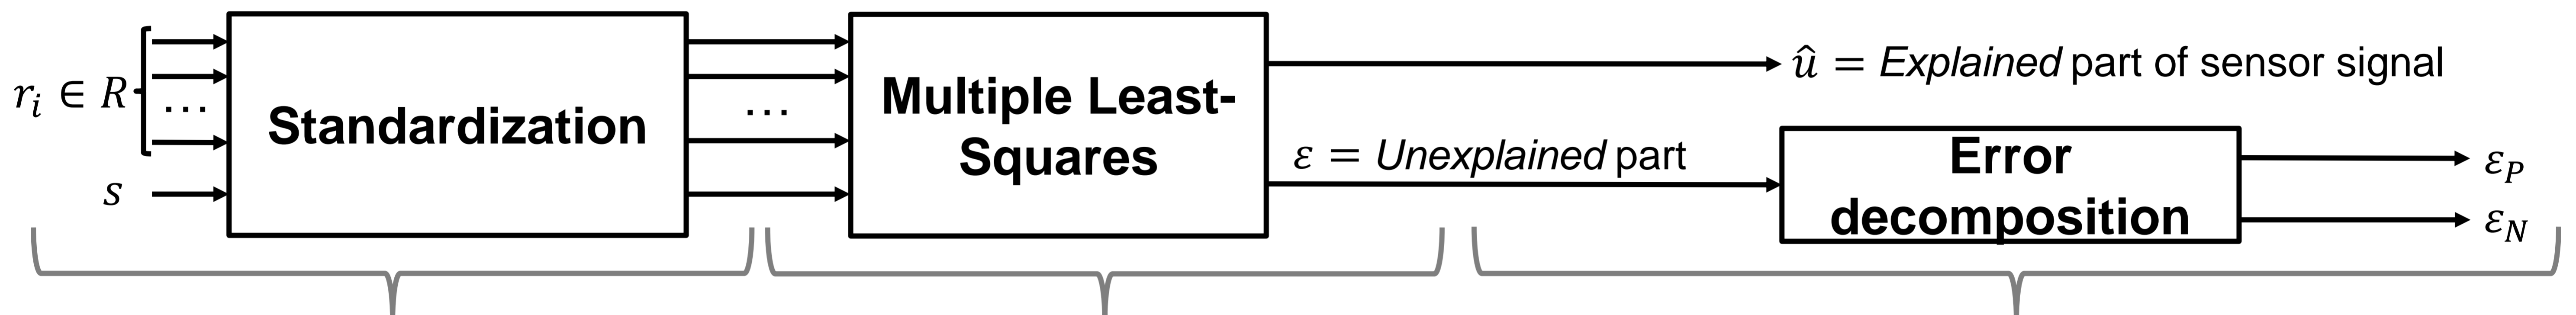 rᵢ ∈ R
...
s
Standardization
...
Multiple Least-
Squares
û = Explained part of sensor signal
ε = Unexplained part
Error
decomposition
ε_P
ε_N